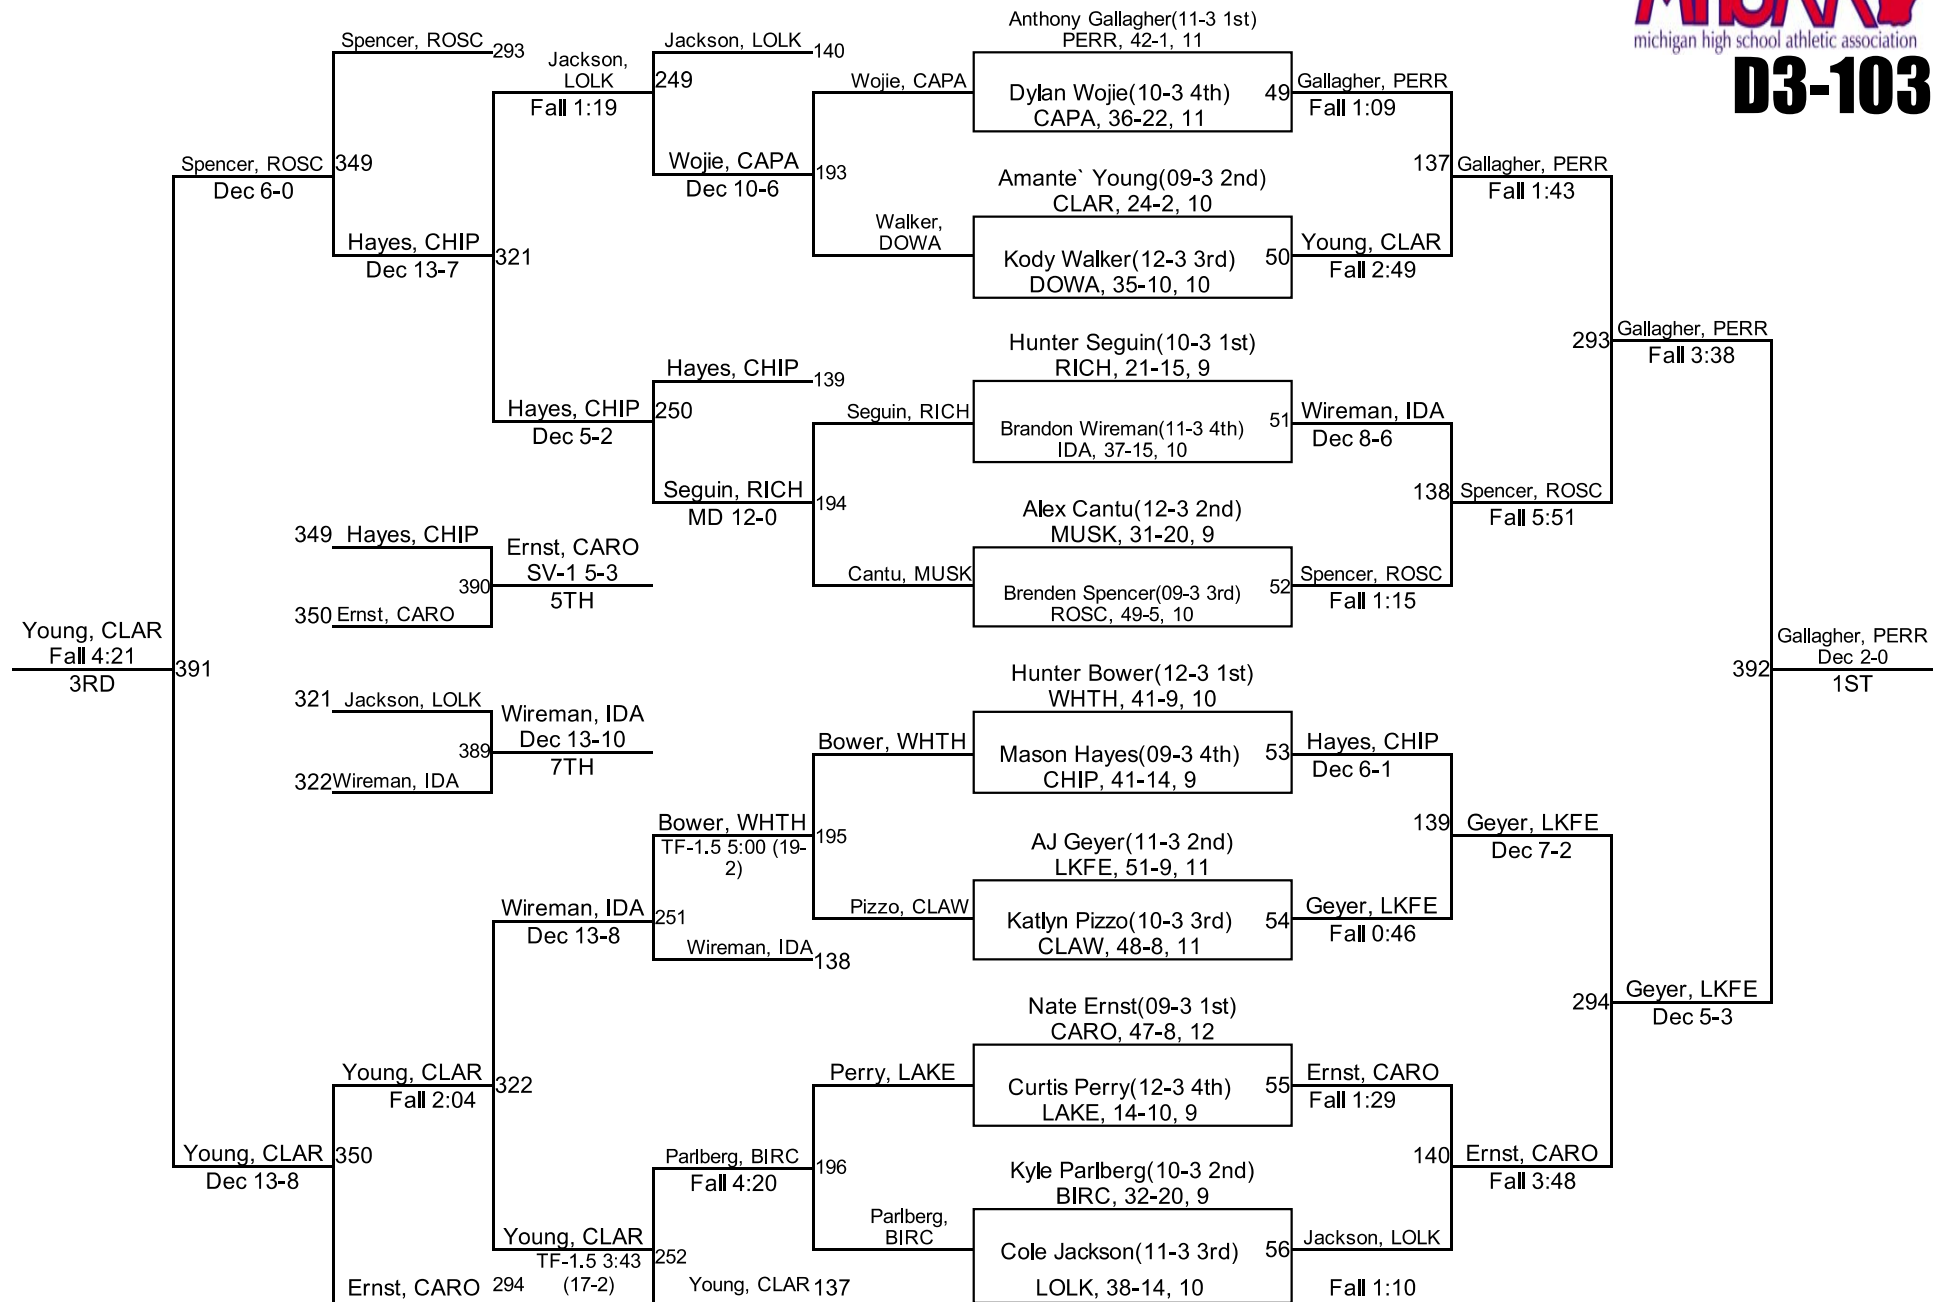 MHSAA
michigan high school athletic association
D3-103
Spencer, ROSC
293
Spencer, ROSC
Dec 6-0
349
Hayes, CHIP
Dec 13-7
321
Jackson,
LOLK
Fall 1:19
249
Jackson, LOLK
140
Wojie, CAPA
Dec 10-6
193
Wojie, CAPA
Walker,
DOWA
Hayes, CHIP
Dec 5-2
250
Hayes, CHIP
139
Seguin, RICH
MD 12-0
194
Seguin, RICH
Cantu, MUSK
349
Hayes, CHIP
350
Ernst, CARO
390
Ernst, CARO
SV-1 5-3
5TH
Young, CLAR
Fall 4:21
3RD
391
321
Jackson, LOLK
322
Wireman, IDA
389
Wireman, IDA
Dec 13-10
7TH
Bower, WHTH
TF-1.5 5:00 (19-
2)
195
Bower, WHTH
Pizzo, CLAW
Wireman, IDA
Dec 13-8
251
Wireman, IDA
138
Young, CLAR
Fall 2:04
322
Young, CLAR
Dec 13-8
350
Ernst, CARO
294
Young, CLAR
TF-1.5 3:43
(17-2)
252
Parlberg, BIRC
Fall 4:20
196
Young, CLAR
137
Perry, LAKE
Parlberg,
BIRC
Anthony Gallagher(11-3 1st)
PERR, 42-1, 11
Dylan Wojie(10-3 4th)
CAPA, 36-22, 11
49
Gallagher, PERR
Fall 1:09
Amante` Young(09-3 2nd)
CLAR, 24-2, 10
Kody Walker(12-3 3rd)
DOWA, 35-10, 10
50
Young, CLAR
Fall 2:49
137
Gallagher, PERR
Fall 1:43
Hunter Seguin(10-3 1st)
RICH, 21-15, 9
Brandon Wireman(11-3 4th)
IDA, 37-15, 10
51
Wireman, IDA
Dec 8-6
Alex Cantu(12-3 2nd)
MUSK, 31-20, 9
Brenden Spencer(09-3 3rd)
ROSC, 49-5, 10
52
Spencer, ROSC
Fall 1:15
138
Spencer, ROSC
Fall 5:51
293
Gallagher, PERR
Fall 3:38
Hunter Bower(12-3 1st)
WHTH, 41-9, 10
Mason Hayes(09-3 4th)
CHIP, 41-14, 9
53
Hayes, CHIP
Dec 6-1
AJ Geyer(11-3 2nd)
LKFE, 51-9, 11
Katlyn Pizzo(10-3 3rd)
CLAW, 48-8, 11
54
Geyer, LKFE
Fall 0:46
139
Geyer, LKFE
Dec 7-2
Nate Ernst(09-3 1st)
CARO, 47-8, 12
Curtis Perry(12-3 4th)
LAKE, 14-10, 9
55
Ernst, CARO
Fall 1:29
Kyle Parlberg(10-3 2nd)
BIRC, 32-20, 9
Cole Jackson(11-3 3rd)
LOLK, 38-14, 10
56
Jackson, LOLK
Fall 1:10
140
Ernst, CARO
Fall 3:48
294
Geyer, LKFE
Dec 5-3
392
Gallagher, PERR
Dec 2-0
1ST